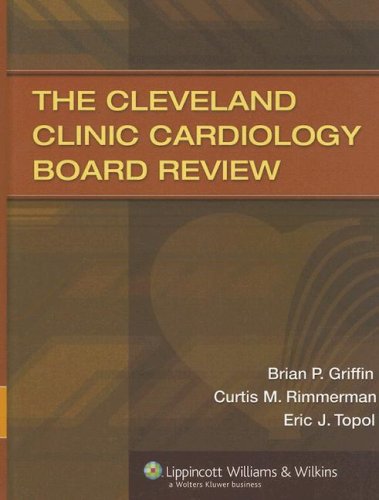 THE CLEVELAND
CLINIC CARDIOLOGY
BOARD REVIEW
Brian P. Griffin
Curtis M. Rimmerman
Eric J. Topol
Lippincott Williams & Wilkins
a Wolters Kluwer business